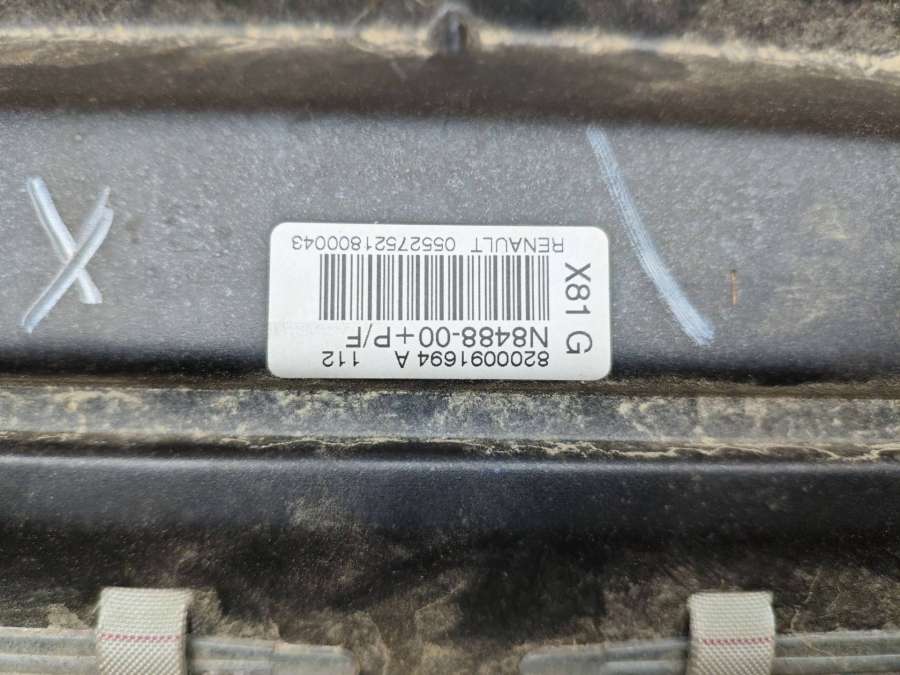 8200091694 A 112
N8488-00+P/F
RENAULT 05527521800043
X81 G